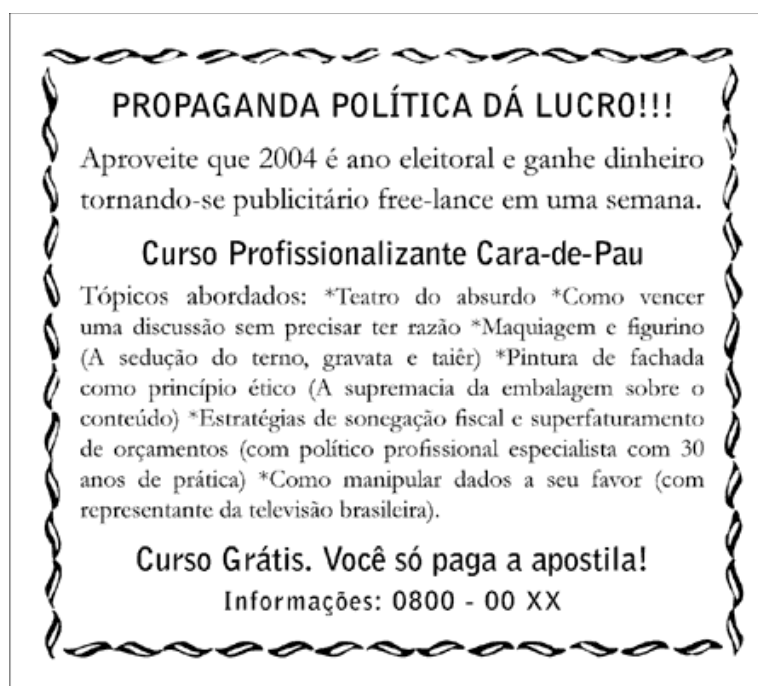 PROPAGANDA POLÍTICA DÁ LUCRO!!!
Aproveite que 2004 é ano eleitoral e ganhe dinheiro
tornando-se publicitário free-lance em uma semana.
Curso Profissionalizante Cara-de-Pau
Tópicos abordados: *Teatro do absurdo *Como vencer
uma discussão sem precisar ter razão *Maquiagem e figurino
(A sedução do terno, gravata e taiêr) *Pintura de fachada
como princípio ético (A supremacia da embalagem sobre o
conteúdo) *Estratégias de sonegação fiscal e superfaturamento
de orçamentos (com político profissional especialista com 30
anos de prática) *Como manipular dados a seu favor (com
representante da televisão brasileira).
Curso Grátis. Você só paga a apostila!
Informações: 0800 - 00 XX